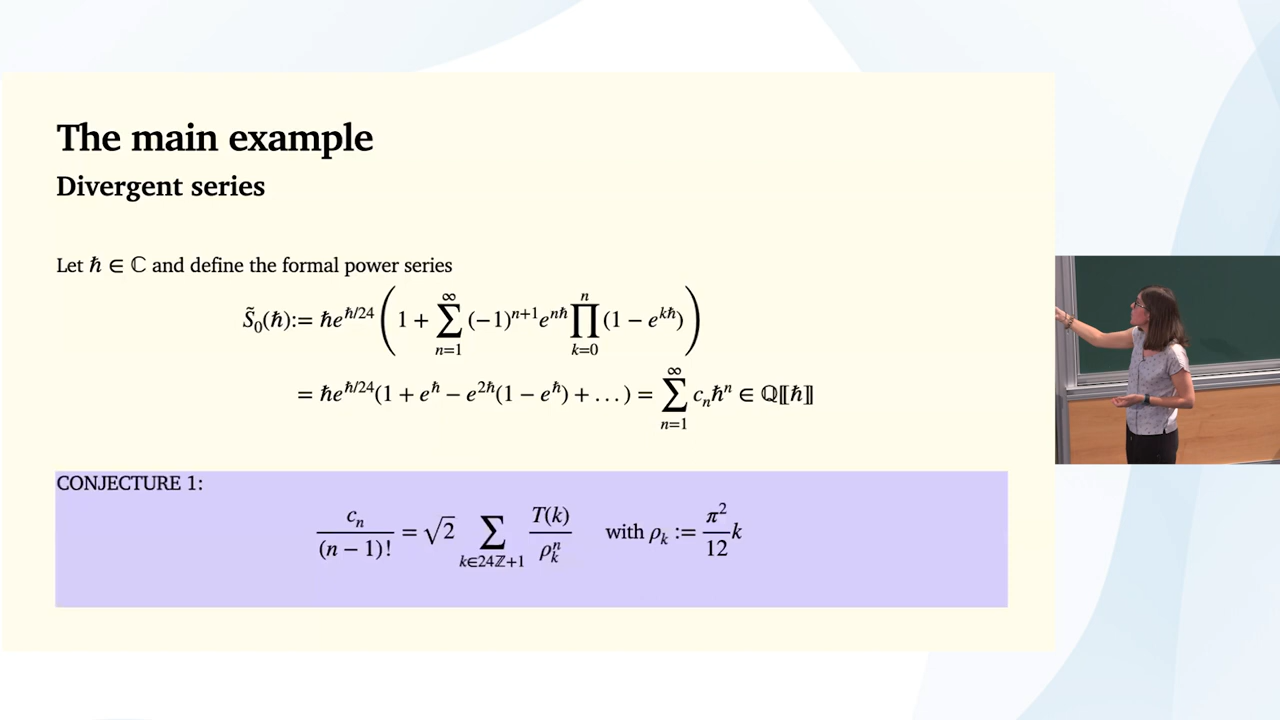 The main example
Divergent series
Let ℏ ∈ ℂ and define the formal power series
S̃₀(ℏ):= ℏe^{ℏ/24} ( 1 + ∑_{n=1}^{∞} (−1)^{n+1}e^{nℏ} ∏_{k=0}^{n} (1 − e^{kℏ}) )
= ℏe^{ℏ/24}(1 + e^{ℏ} − e^{2ℏ}(1 − e^{ℏ}) + . . . ) = ∑_{n=1}^{∞} c_nℏ^n ∈ ℚ⟦ℏ⟧
CONJECTURE 1:
c_n/(n − 1)! = √2 ∑_{k∈24ℤ+1} T(k)/ρ_k^n with ρ_k := π²/12 k